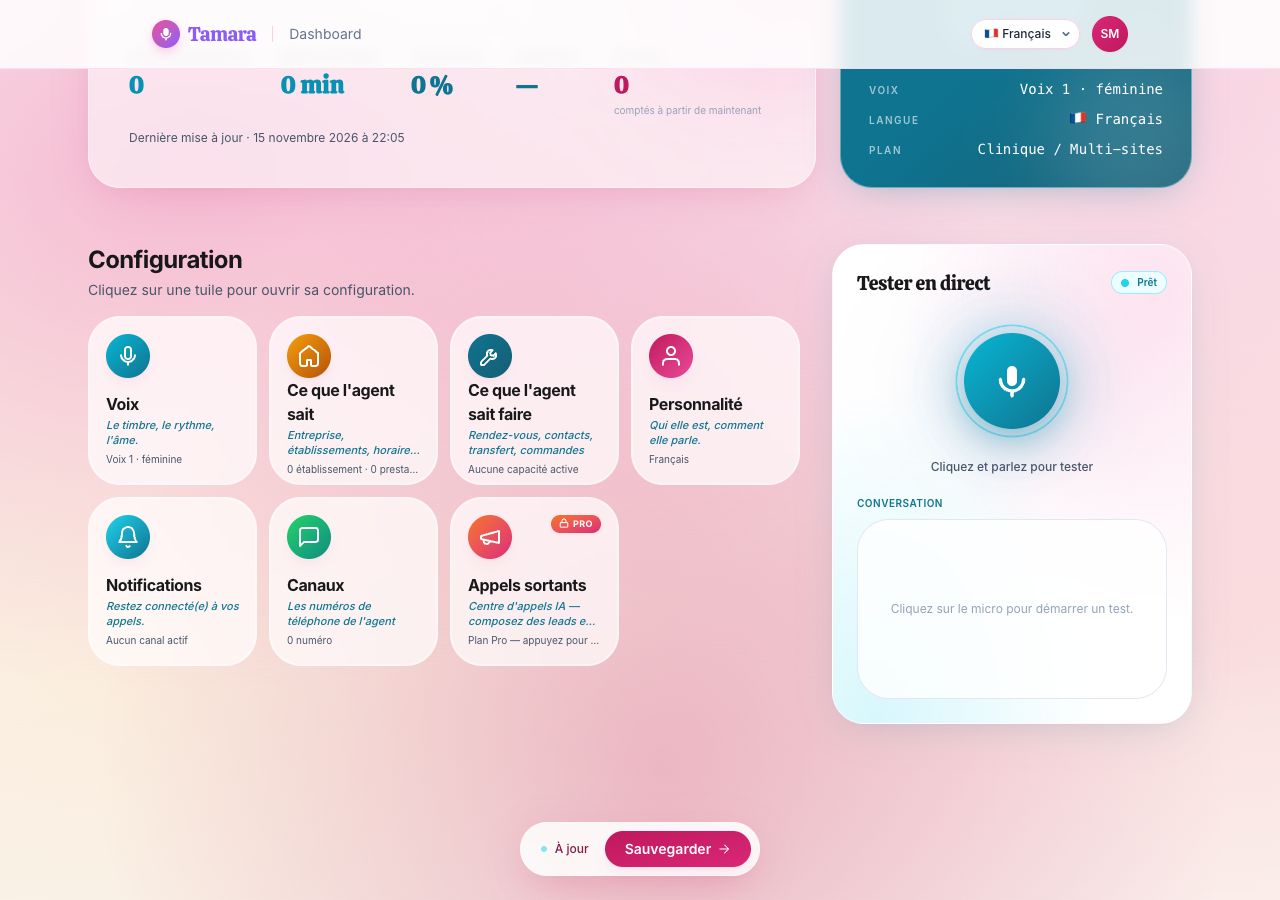 Tamara
Dashboard
Français
SM
0
0 min
0 %
—
0
comptés à partir de maintenant
Dernière mise à jour · 15 novembre 2026 à 22:05
VOIX
Voix 1 · féminine
LANGUE
Français
PLAN
Clinique / Multi-sites
Configuration
Cliquez sur une tuile pour ouvrir sa configuration.
Voix
Le timbre, le rythme,
l'âme.
Voix 1 · féminine
Ce que l'agent
sait
Entreprise,
établissements, horaire...
0 établissement · 0 presta...
Ce que l'agent
sait faire
Rendez-vous, contacts,
transfert, commandes
Aucune capacité active
Personnalité
Qui elle est, comment
elle parle.
Français
Notifications
Restez connecté(e) à vos
appels.
Aucun canal actif
Canaux
Les numéros de
téléphone de l'agent
0 numéro
PRO
Appels sortants
Centre d'appels IA —
composez des leads e...
Plan Pro — appuyez pour ...
Tester en direct
Prêt
Cliquez et parlez pour tester
CONVERSATION
Cliquez sur le micro pour démarrer un test.
À jour
Sauvegarder →